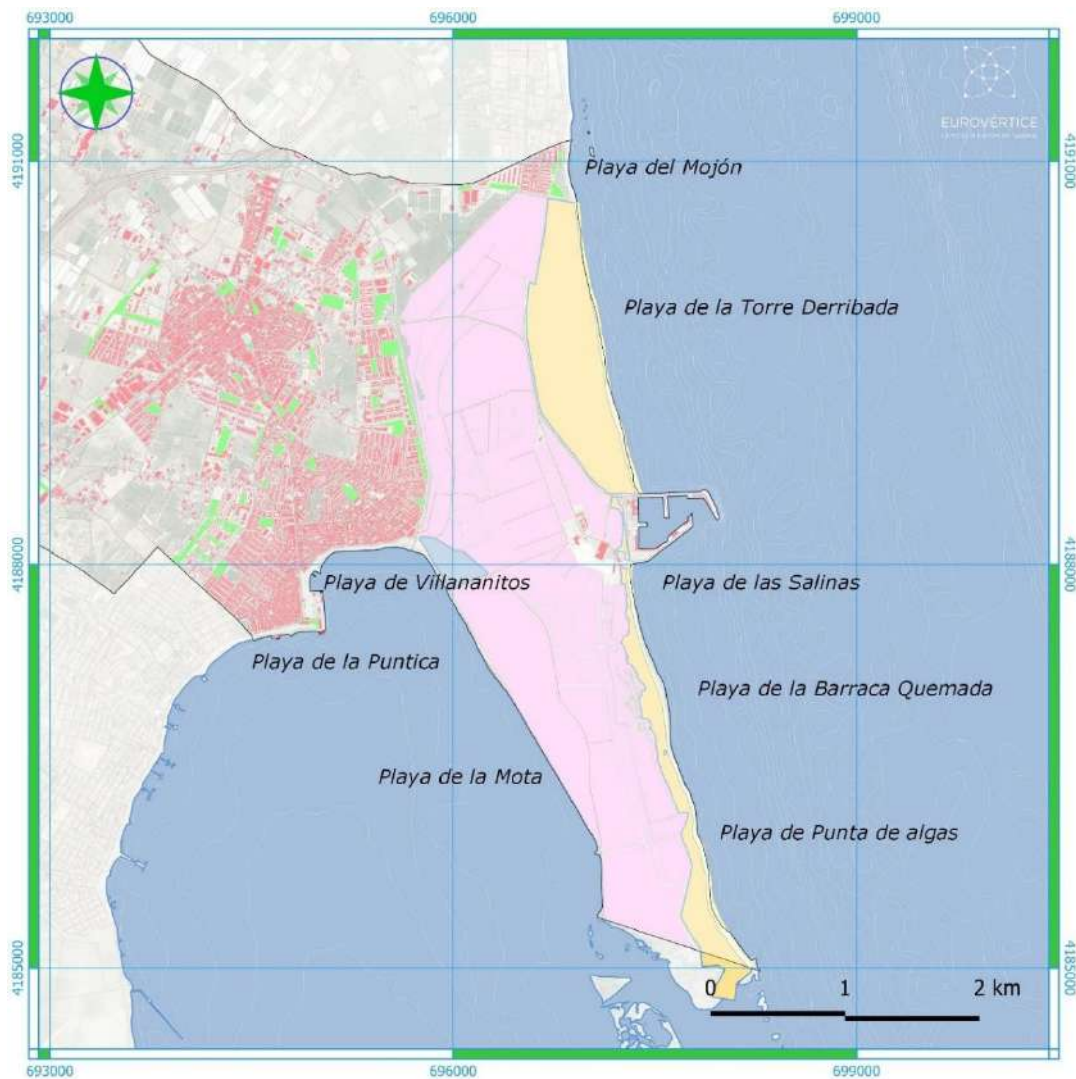 693000
696000
699000
EUROVÉRTICE
4191000
4191000
Playa del Mojón
Playa de la Torre Derribada
4188000
4188000
Playa de Villananitos
Playa de las Salinas
Playa de la Puntica
Playa de la Barraca Quemada
Playa de la Mota
Playa de Punta de algas
4185000
4185000
0 1 2 km
693000
696000
699000